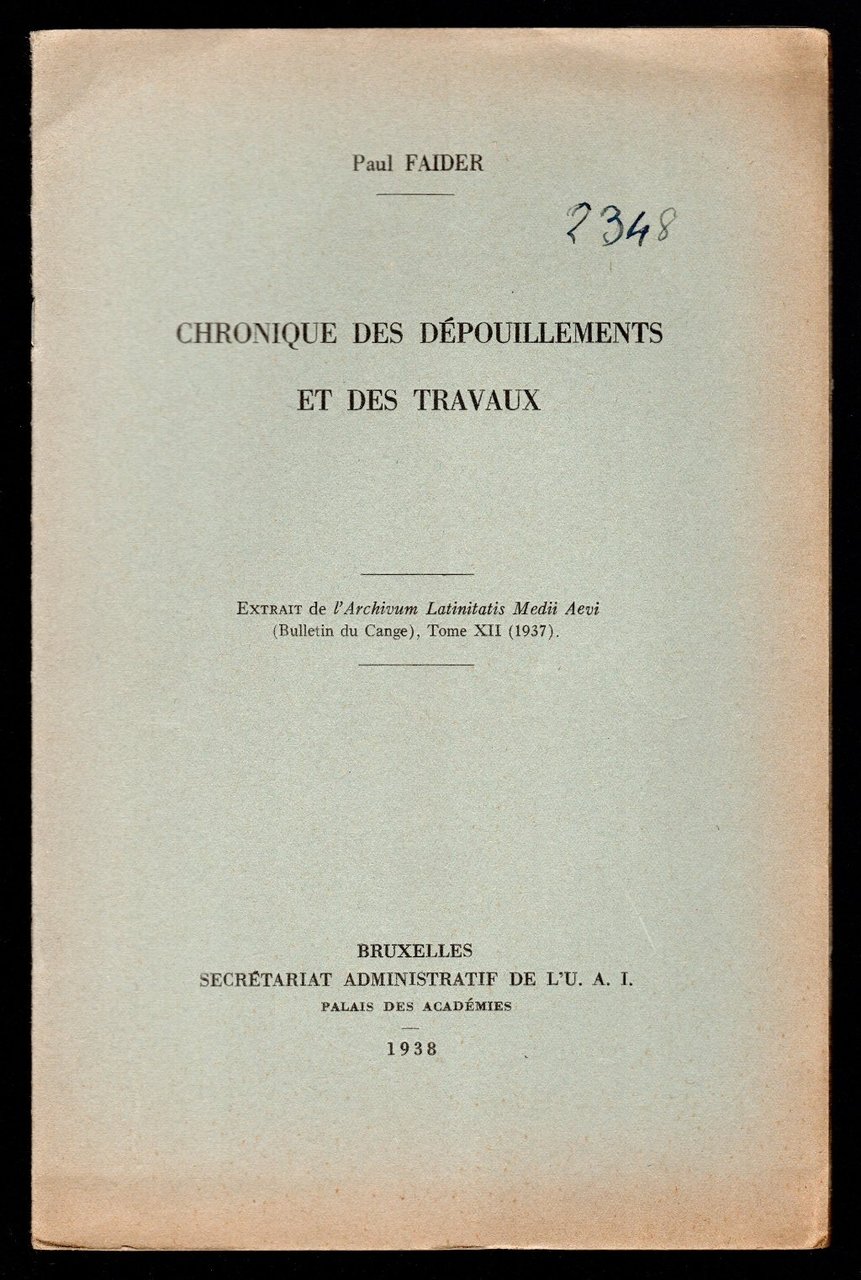 Paul FAIDER
2348
CHRONIQUE DES DÉPOUILLEMENTS
ET DES TRAVAUX
EXTRAIT de l'Archivum Latinitatis Medii Aevi
(Bulletin du Cange), Tome XII (1937).
BRUXELLES
SECRÉTARIAT ADMINISTRATIF DE L'U. A. I.
PALAIS DES ACADÉMIES
1938